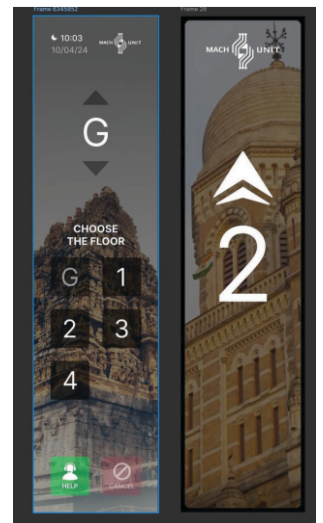 Frame 6345852
10:03
10/04/24
MACH UNIT
G
CHOOSE
THE FLOOR
G 1
2 3
4
HELP
CANCEL
Frame 26
MACH UNIT
2